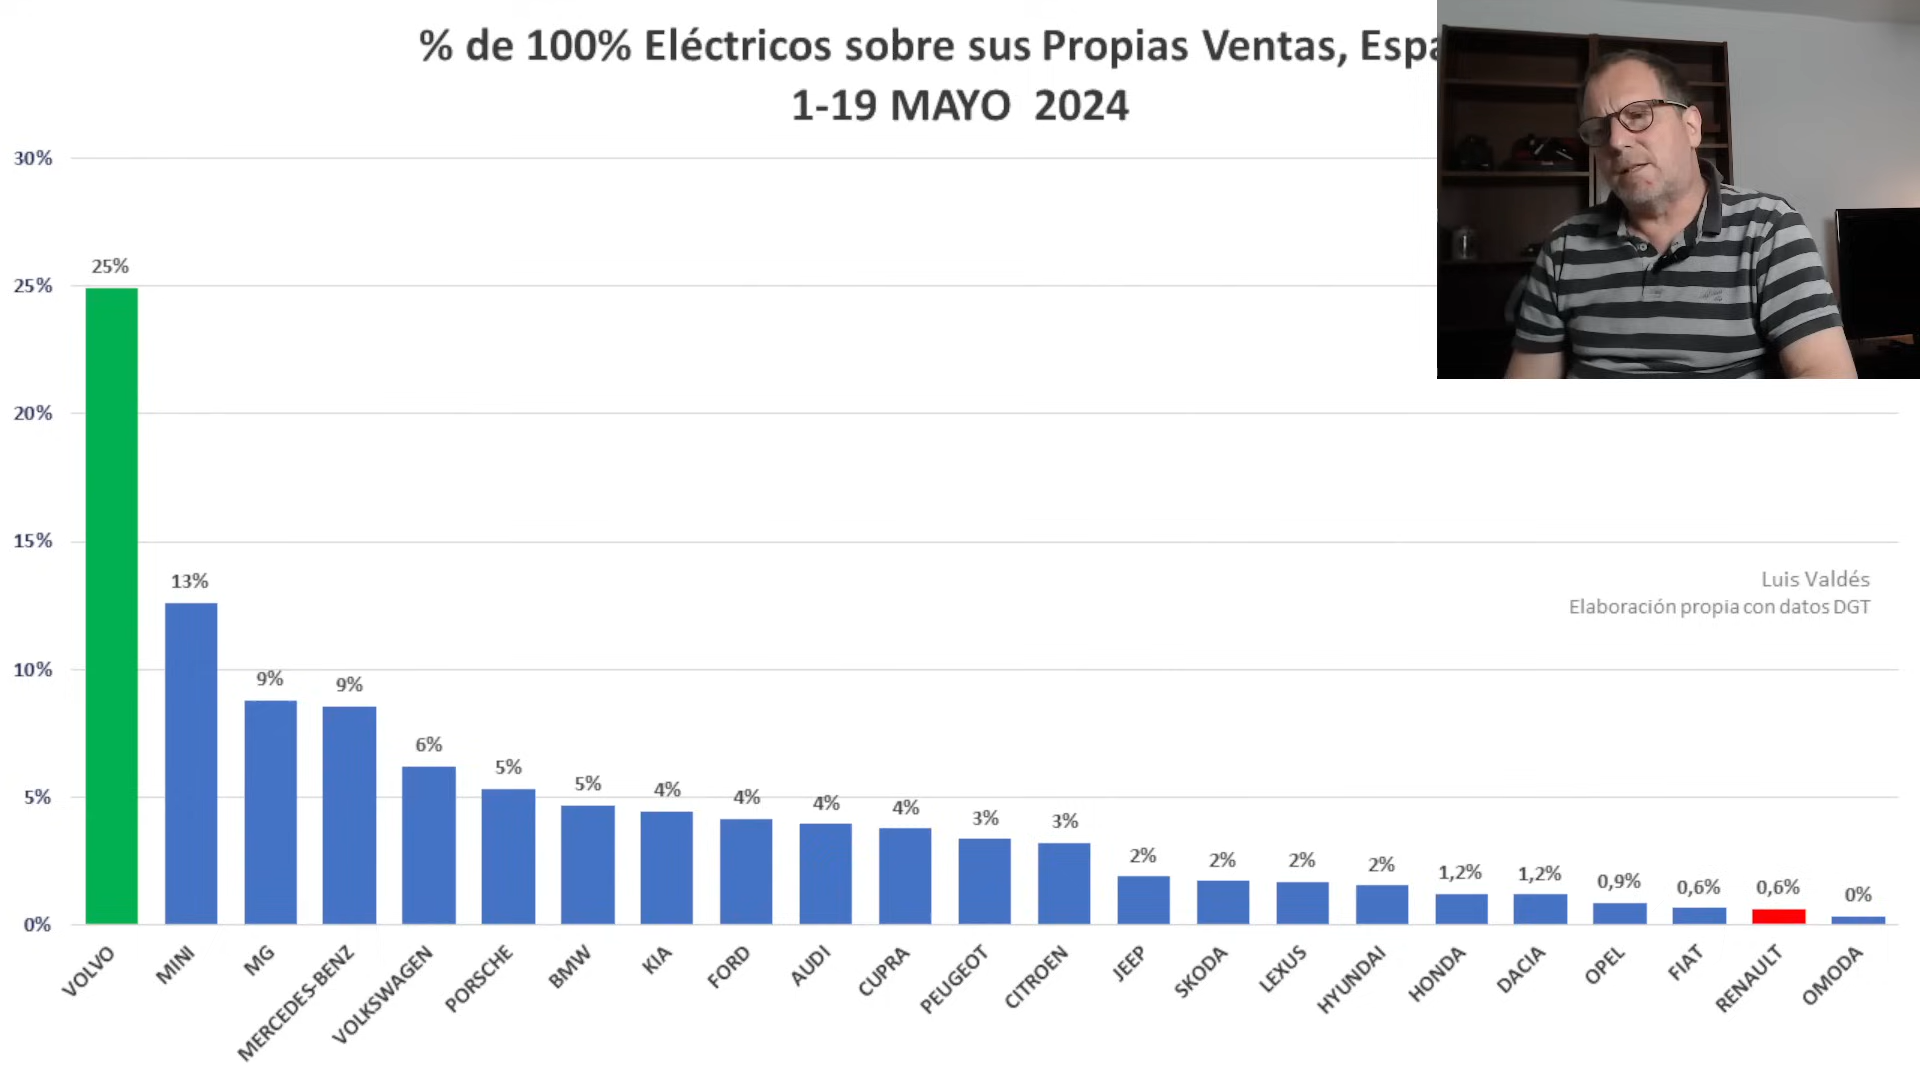 % de 100% Eléctricos sobre sus Propias Ventas, Espa
1-19 MAYO 2024
30%
25%
20%
15%
10%
5%
0%
25%
13%
9%
9%
6%
5%
5%
4%
4%
4%
4%
3%
3%
2%
2%
2%
2%
1,2%
1,2%
0,9%
0,6%
0,6%
0%
Luis Valdés
Elaboración propia con datos DGT
VOLVO
MINI
MG
MERCEDES-BENZ
VOLKSWAGEN
PORSCHE
BMW
KIA
FORD
AUDI
CUPRA
PEUGEOT
CITROEN
JEEP
SKODA
LEXUS
HYUNDAI
HONDA
DACIA
OPEL
FIAT
RENAULT
OMODA